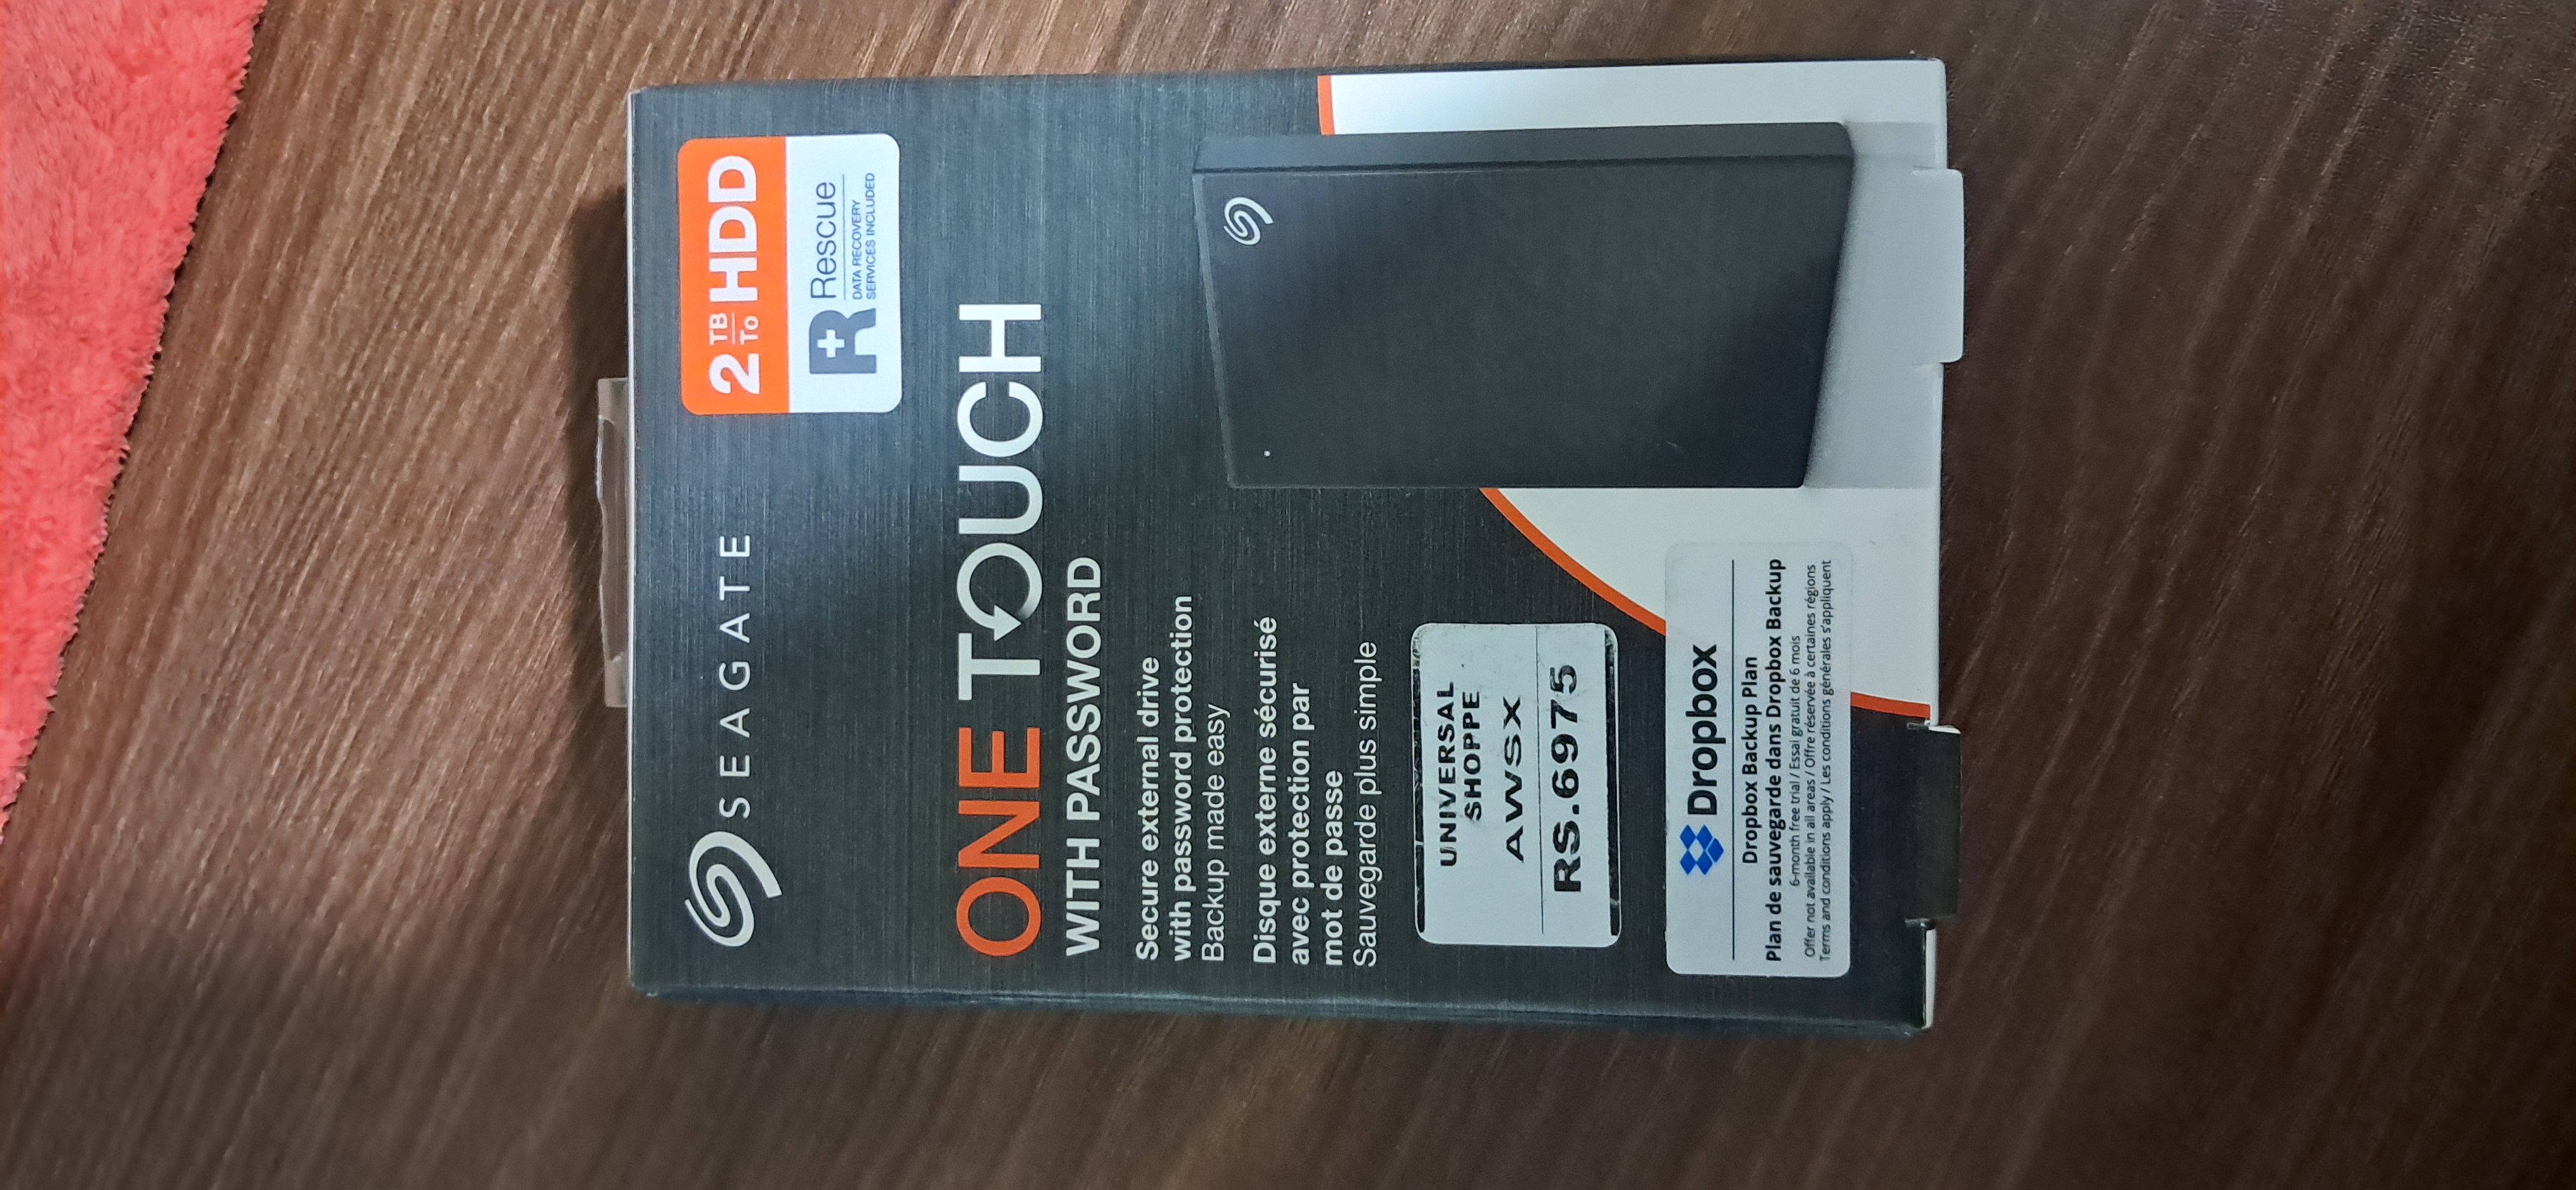 SEAGATE
2 TB To HDD
R Rescue
DATA RECOVERY
SERVICES INCLUDED
ONE TOUCH
WITH PASSWORD
Secure external drive
with password protection
Backup made easy
Disque externe sécurisé
avec protection par
mot de passe
Sauvegarde plus simple
UNIVERSAL
SHOPPE
AWSX
RS.6975
Dropbox
Dropbox Backup Plan
Plan de sauvegarde dans Dropbox Backup
6-month free trial / Essai gratuit de 6 mois
Offer not available in all areas / Offre réservée à certaines régions
Terms and conditions apply / Les conditions générales s'appliquent